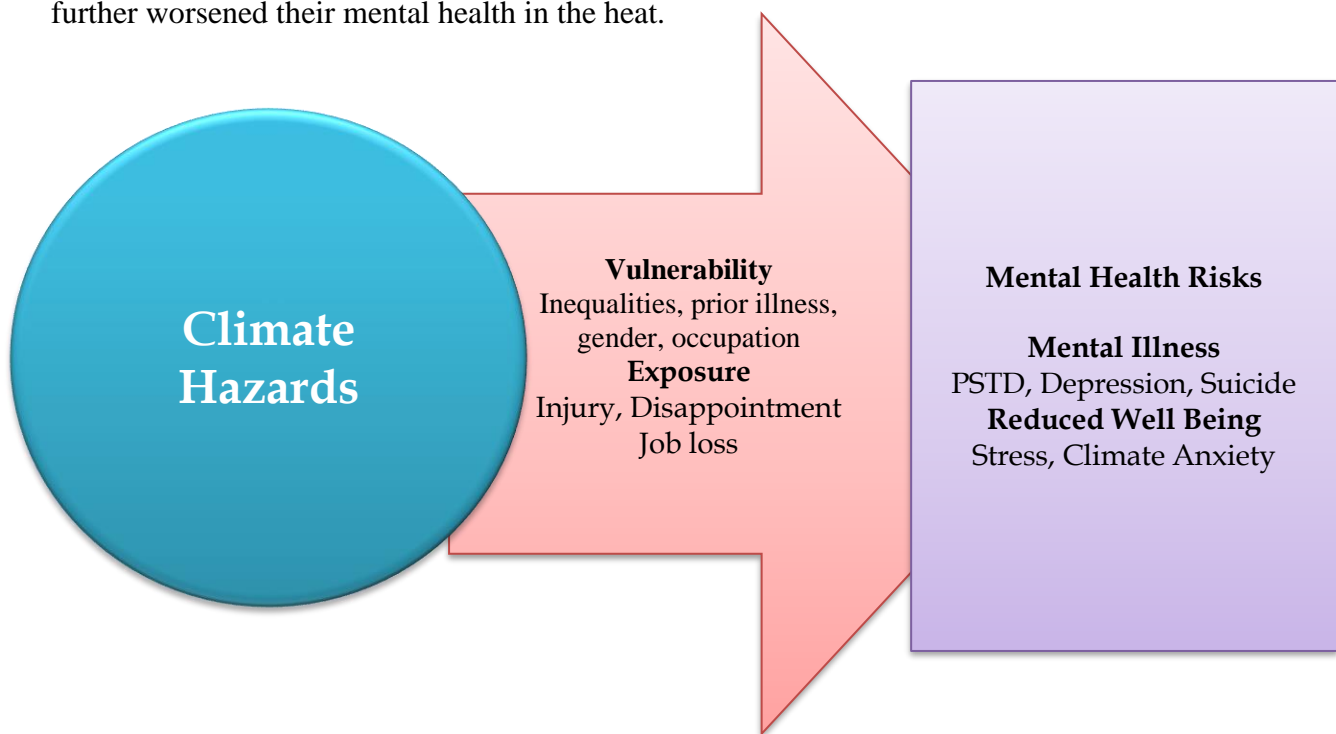 further worsened their mental health in the heat.
Climate
Hazards
Vulnerability
Inequalities, prior illness,
gender, occupation
Exposure
Injury, Disappointment
Job loss
Mental Health Risks
Mental Illness
PSTD, Depression, Suicide
Reduced Well Being
Stress, Climate Anxiety